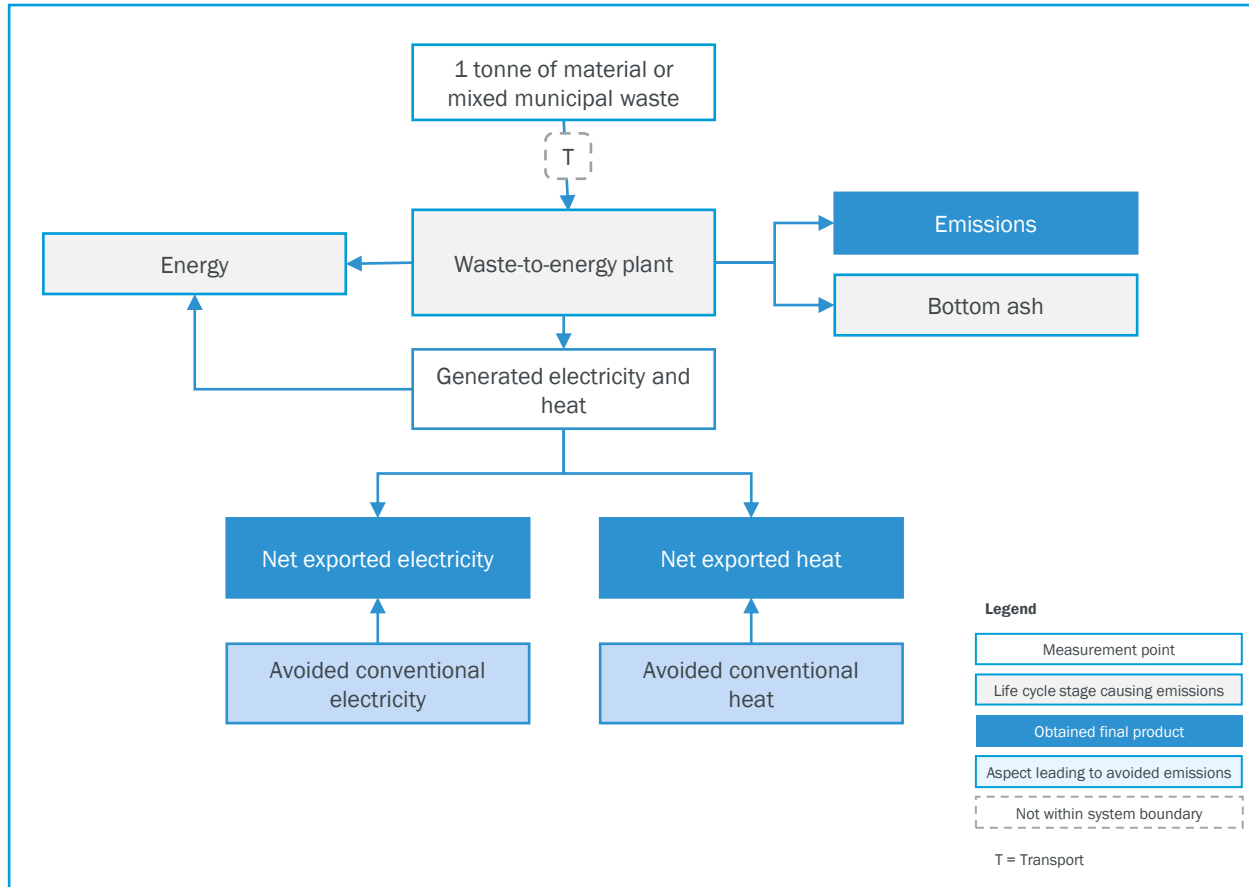 1 tonne of material or
mixed municipal waste
T
Energy
Waste-to-energy plant
Emissions
Bottom ash
Generated electricity and
heat
Net exported electricity
Net exported heat
Avoided conventional
electricity
Avoided conventional
heat
Legend
Measurement point
Life cycle stage causing emissions
Obtained final product
Aspect leading to avoided emissions
Not within system boundary
T = Transport